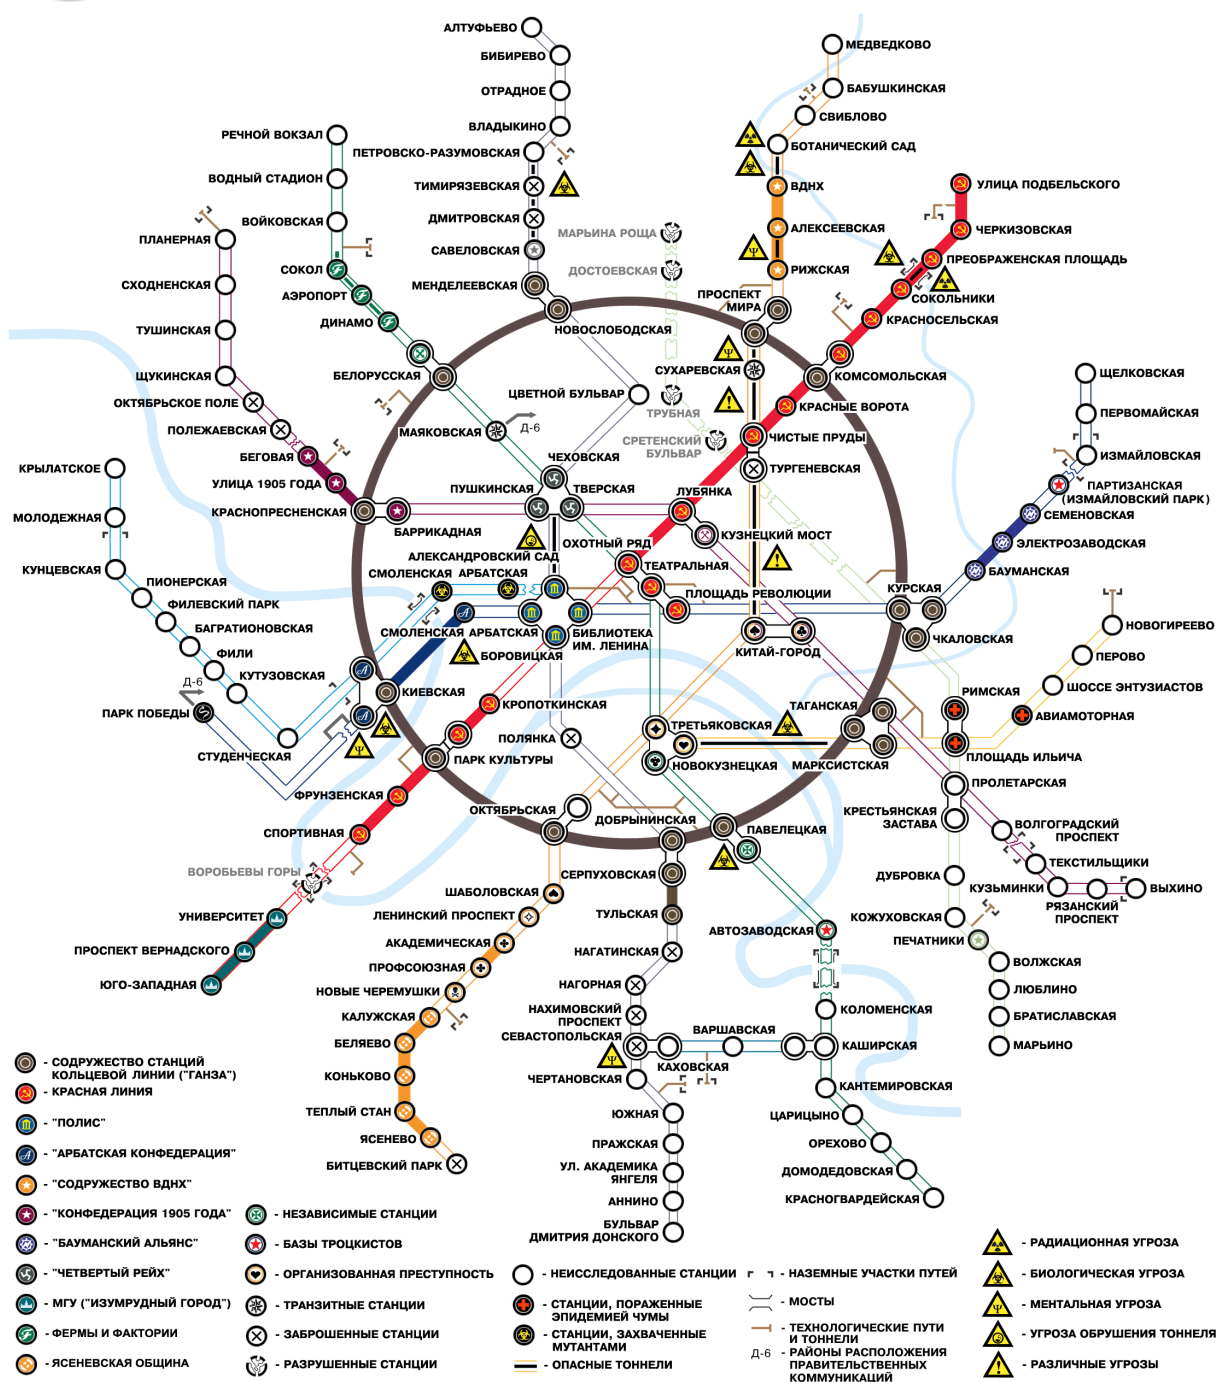 АЛТУФЬЕВО
БИБИРЕВО
ОТРАДНОЕ
ВЛАДЫКИНО
ПЕТРОВСКО-РАЗУМОВСКАЯ
ТИМИРЯЗЕВСКАЯ
ДМИТРОВСКАЯ
САВЕЛОВСКАЯ
МЕНДЕЛЕЕВСКАЯ
НОВОСЛОБОДСКАЯ
РЕЧНОЙ ВОКЗАЛ
ВОДНЫЙ СТАДИОН
ВОЙКОВСКАЯ
СОКОЛ
АЭРОПОРТ
ДИНАМО
БЕЛОРУССКАЯ
МАЯКОВСКАЯ
Д-6
ПЛАНЕРНАЯ
СХОДНЕНСКАЯ
ТУШИНСКАЯ
ЩУКИНСКАЯ
ОКТЯБРЬСКОЕ ПОЛЕ
ПОЛЕЖАЕВСКАЯ
БЕГОВАЯ
УЛИЦА 1905 ГОДА
КРАСНОПРЕСНЕНСКАЯ
БАРРИКАДНАЯ
МЕДВЕДКОВО
БАБУШКИНСКАЯ
СВИБЛОВО
БОТАНИЧЕСКИЙ САД
ВДНХ
АЛЕКСЕЕВСКАЯ
РИЖСКАЯ
ПРОСПЕКТ
МИРА
СУХАРЕВСКАЯ
МАРЬИНА РОЩА
ДОСТОЕВСКАЯ
ТРУБНАЯ
СРЕТЕНСКИЙ
БУЛЬВАР
УЛИЦА ПОДБЕЛЬСКОГО
ЧЕРКИЗОВСКАЯ
ПРЕОБРАЖЕНСКАЯ ПЛОЩАДЬ
СОКОЛЬНИКИ
КРАСНОСЕЛЬСКАЯ
КОМСОМОЛЬСКАЯ
КРАСНЫЕ ВОРОТА
ЧИСТЫЕ ПРУДЫ
ТУРГЕНЕВСКАЯ
ЩЕЛКОВСКАЯ
ПЕРВОМАЙСКАЯ
ИЗМАЙЛОВСКАЯ
ПАРТИЗАНСКАЯ
(ИЗМАЙЛОВСКИЙ ПАРК)
СЕМЕНОВСКАЯ
ЭЛЕКТРОЗАВОДСКАЯ
БАУМАНСКАЯ
КУРСКАЯ
ЧКАЛОВСКАЯ
ЦВЕТНОЙ БУЛЬВАР
ЧЕХОВСКАЯ
ПУШКИНСКАЯ
ТВЕРСКАЯ
ЛУБЯНКА
КУЗНЕЦКИЙ МОСТ
ОХОТНЫЙ РЯД
ТЕАТРАЛЬНАЯ
ПЛОЩАДЬ РЕВОЛЮЦИИ
КИТАЙ-ГОРОД
АЛЕКСАНДРОВСКИЙ САД
СМОЛЕНСКАЯ
АРБАТСКАЯ
СМОЛЕНСКАЯ
АРБАТСКАЯ
БОРОВИЦКАЯ
БИБЛИОТЕКА
ИМ. ЛЕНИНА
КРЫЛАТСКОЕ
МОЛОДЕЖНАЯ
КУНЦЕВСКАЯ
ПИОНЕРСКАЯ
ФИЛЕВСКИЙ ПАРК
БАГРАТИОНОВСКАЯ
ФИЛИ
КУТУЗОВСКАЯ
Д-6
ПАРК ПОБЕДЫ
СТУДЕНЧЕСКАЯ
КИЕВСКАЯ
КРОПОТКИНСКАЯ
ПАРК КУЛЬТУРЫ
ФРУНЗЕНСКАЯ
СПОРТИВНАЯ
ВОРОБЬЕВЫ ГОРЫ
УНИВЕРСИТЕТ
ПРОСПЕКТ ВЕРНАДСКОГО
ЮГО-ЗАПАДНАЯ
ПОЛЯНКА
ТРЕТЬЯКОВСКАЯ
НОВОКУЗНЕЦКАЯ
ТАГАНСКАЯ
МАРКСИСТСКАЯ
НОВОГИРЕЕВО
ПЕРОВО
ШОССЕ ЭНТУЗИАСТОВ
АВИАМОТОРНАЯ
РИМСКАЯ
ПЛОЩАДЬ ИЛЬИЧА
ПРОЛЕТАРСКАЯ
КРЕСТЬЯНСКАЯ
ЗАСТАВА
ВОЛГОГРАДСКИЙ
ПРОСПЕКТ
ТЕКСТИЛЬЩИКИ
КУЗЬМИНКИ
РЯЗАНСКИЙ
ПРОСПЕКТ
ВЫХИНО
ДУБРОВКА
КОЖУХОВСКАЯ
ПЕЧАТНИКИ
ВОЛЖСКАЯ
ЛЮБЛИНО
БРАТИСЛАВСКАЯ
МАРЬИНО
ОКТЯБРЬСКАЯ
ДОБРЫНИНСКАЯ
ПАВЕЛЕЦКАЯ
СЕРПУХОВСКАЯ
ШАБОЛОВСКАЯ
ЛЕНИНСКИЙ ПРОСПЕКТ
АКАДЕМИЧЕСКАЯ
ПРОФСОЮЗНАЯ
НОВЫЕ ЧЕРЕМУШКИ
КАЛУЖСКАЯ
БЕЛЯЕВО
КОНЬКОВО
ТЕПЛЫЙ СТАН
ЯСЕНЕВО
БИТЦЕВСКИЙ ПАРК
ТУЛЬСКАЯ
НАГАТИНСКАЯ
НАГОРНАЯ
НАХИМОВСКИЙ
ПРОСПЕКТ
СЕВАСТОПОЛЬСКАЯ
ЧЕРТАНОВСКАЯ
ЮЖНАЯ
ПРАЖСКАЯ
УЛ. АКАДЕМИКА
ЯНГЕЛЯ
АННИНО
БУЛЬВАР
ДМИТРИЯ ДОНСКОГО
ВАРШАВСКАЯ
КАХОВСКАЯ
АВТОЗАВОДСКАЯ
КОЛОМЕНСКАЯ
КАШИРСКАЯ
КАНТЕМИРОВСКАЯ
ЦАРИЦЫНО
ОРЕХОВО
ДОМОДЕДОВСКАЯ
КРАСНОГВАРДЕЙСКАЯ
- СОДРУЖЕСТВО СТАНЦИЙ
КОЛЬЦЕВОЙ ЛИНИИ ("ГАНЗА")
- КРАСНАЯ ЛИНИЯ
- "ПОЛИС"
- "АРБАТСКАЯ КОНФЕДЕРАЦИЯ"
- "СОДРУЖЕСТВО ВДНХ"
- "КОНФЕДЕРАЦИЯ 1905 ГОДА"
- "БАУМАНСКИЙ АЛЬЯНС"
- "ЧЕТВЕРТЫЙ РЕЙХ"
- МГУ ("ИЗУМРУДНЫЙ ГОРОД")
- ФЕРМЫ И ФАКТОРИИ
- ЯСЕНЕВСКАЯ ОБЩИНА
- НЕЗАВИСИМЫЕ СТАНЦИИ
- БАЗЫ ТРОЦКИСТОВ
- ОРГАНИЗОВАННАЯ ПРЕСТУПНОСТЬ
- ТРАНЗИТНЫЕ СТАНЦИИ
- ЗАБРОШЕННЫЕ СТАНЦИИ
- РАЗРУШЕННЫЕ СТАНЦИИ
- НЕИССЛЕДОВАННЫЕ СТАНЦИИ
- СТАНЦИИ, ПОРАЖЕННЫЕ
ЭПИДЕМИЕЙ ЧУМЫ
- СТАНЦИИ, ЗАХВАЧЕННЫЕ
МУТАНТАМИ
- ОПАСНЫЕ ТОННЕЛИ
- НАЗЕМНЫЕ УЧАСТКИ ПУТЕЙ
- МОСТЫ
- ТЕХНОЛОГИЧЕСКИЕ ПУТИ
И ТОННЕЛИ
Д-6 - РАЙОНЫ РАСПОЛОЖЕНИЯ
ПРАВИТЕЛЬСТВЕННЫХ
КОММУНИКАЦИЙ
- РАДИАЦИОННАЯ УГРОЗА
- БИОЛОГИЧЕСКАЯ УГРОЗА
- МЕНТАЛЬНАЯ УГРОЗА
- УГРОЗА ОБРУШЕНИЯ ТОННЕЛЯ
- РАЗЛИЧНЫЕ УГРОЗЫ